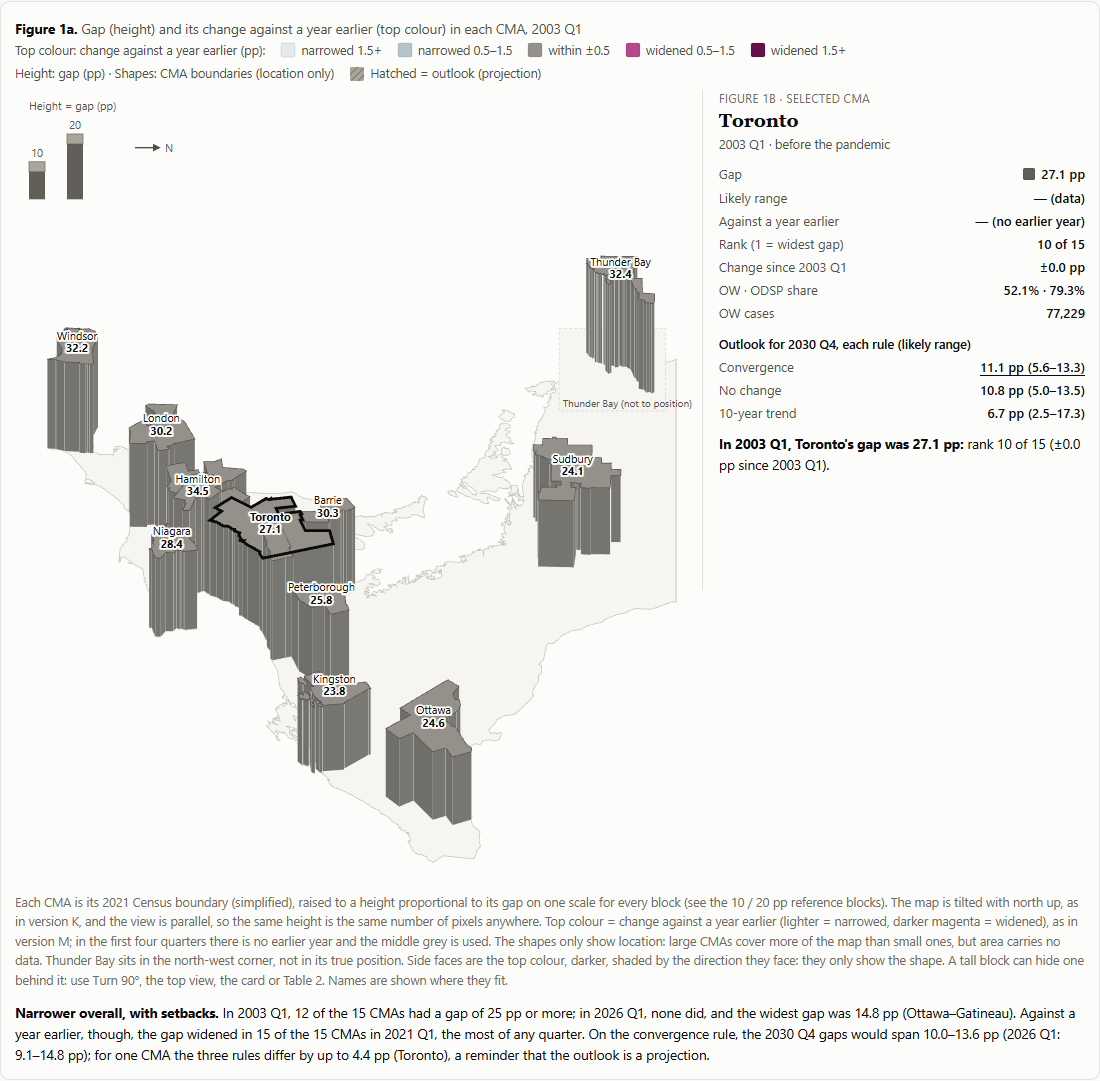 Figure 1a. Gap (height) and its change against a year earlier (top colour) in each CMA, 2003 Q1
Top colour: change against a year earlier (pp): narrowed 1.5+ narrowed 0.5–1.5 within ±0.5 widened 0.5–1.5 widened 1.5+
Height: gap (pp) · Shapes: CMA boundaries (location only) Hatched = outlook (projection)
Height = gap (pp)
20
10
N
Thunder Bay
32.4
Windsor
32.2
Thunder Bay (not to position)
London
30.2
Sudbury
24.1
Hamilton
34.5
Barrie
30.3
Toronto
27.1
Niagara
28.4
Peterborough
25.8
Kingston
23.8
Ottawa
24.6
FIGURE 1B · SELECTED CMA
Toronto
2003 Q1 · before the pandemic
Gap 27.1 pp
Likely range — (data)
Against a year earlier — (no earlier year)
Rank (1 = widest gap) 10 of 15
Change since 2003 Q1 ±0.0 pp
OW · ODSP share 52.1% · 79.3%
OW cases 77,229
Outlook for 2030 Q4, each rule (likely range)
Convergence 11.1 pp (5.6–13.3)
No change 10.8 pp (5.0–13.5)
10-year trend 6.7 pp (2.5–17.3)
In 2003 Q1, Toronto's gap was 27.1 pp: rank 10 of 15 (±0.0
pp since 2003 Q1).
Each CMA is its 2021 Census boundary (simplified), raised to a height proportional to its gap on one scale for every block (see the 10 / 20 pp reference blocks). The map is tilted with north up, as
in version K, and the view is parallel, so the same height is the same number of pixels anywhere. Top colour = change against a year earlier (lighter = narrowed, darker magenta = widened), as in
version M; in the first four quarters there is no earlier year and the middle grey is used. The shapes only show location: large CMAs cover more of the map than small ones, but area carries no
data. Thunder Bay sits in the north-west corner, not in its true position. Side faces are the top colour, darker, shaded by the direction they face: they only show the shape. A tall block can hide one
behind it: use Turn 90°, the top view, the card or Table 2. Names are shown where they fit.
Narrower overall, with setbacks. In 2003 Q1, 12 of the 15 CMAs had a gap of 25 pp or more; in 2026 Q1, none did, and the widest gap was 14.8 pp (Ottawa–Gatineau). Against a
year earlier, though, the gap widened in 15 of the 15 CMAs in 2021 Q1, the most of any quarter. On the convergence rule, the 2030 Q4 gaps would span 10.0–13.6 pp (2026 Q1:
9.1–14.8 pp); for one CMA the three rules differ by up to 4.4 pp (Toronto), a reminder that the outlook is a projection.